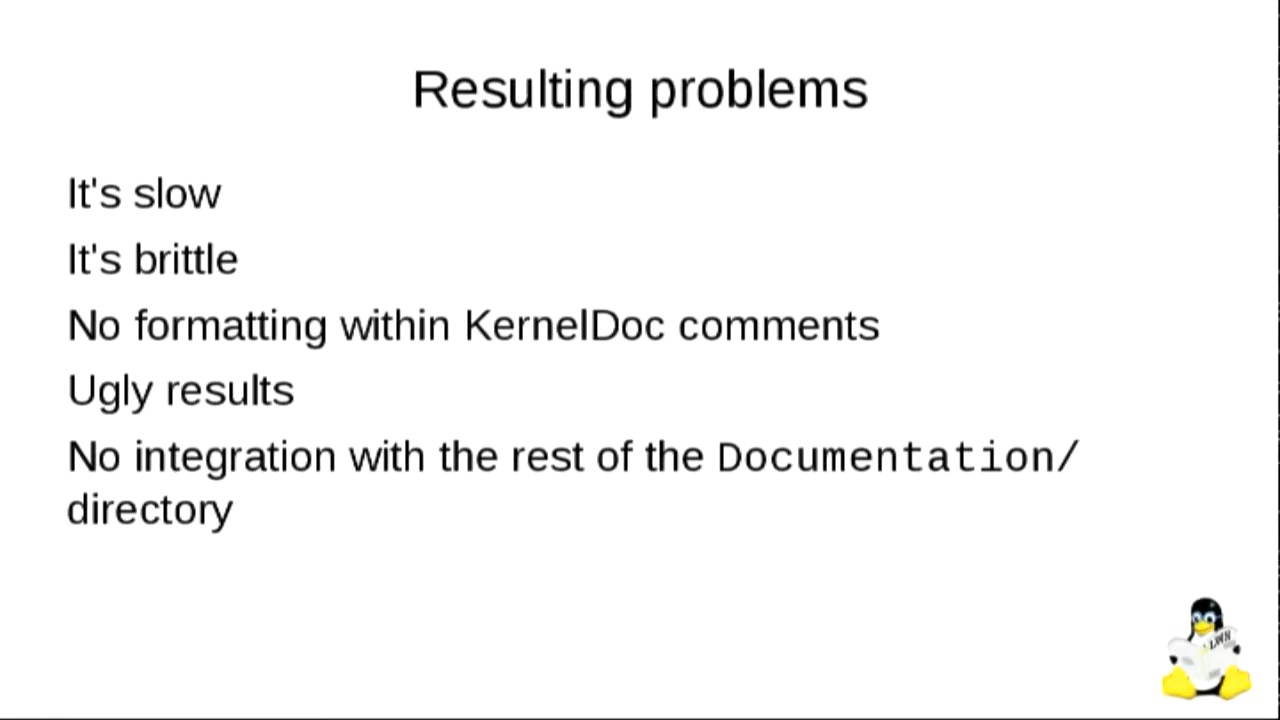 Resulting problems
It's slow
It's brittle
No formatting within KernelDoc comments
Ugly results
No integration with the rest of the Documentation/
directory
LWN